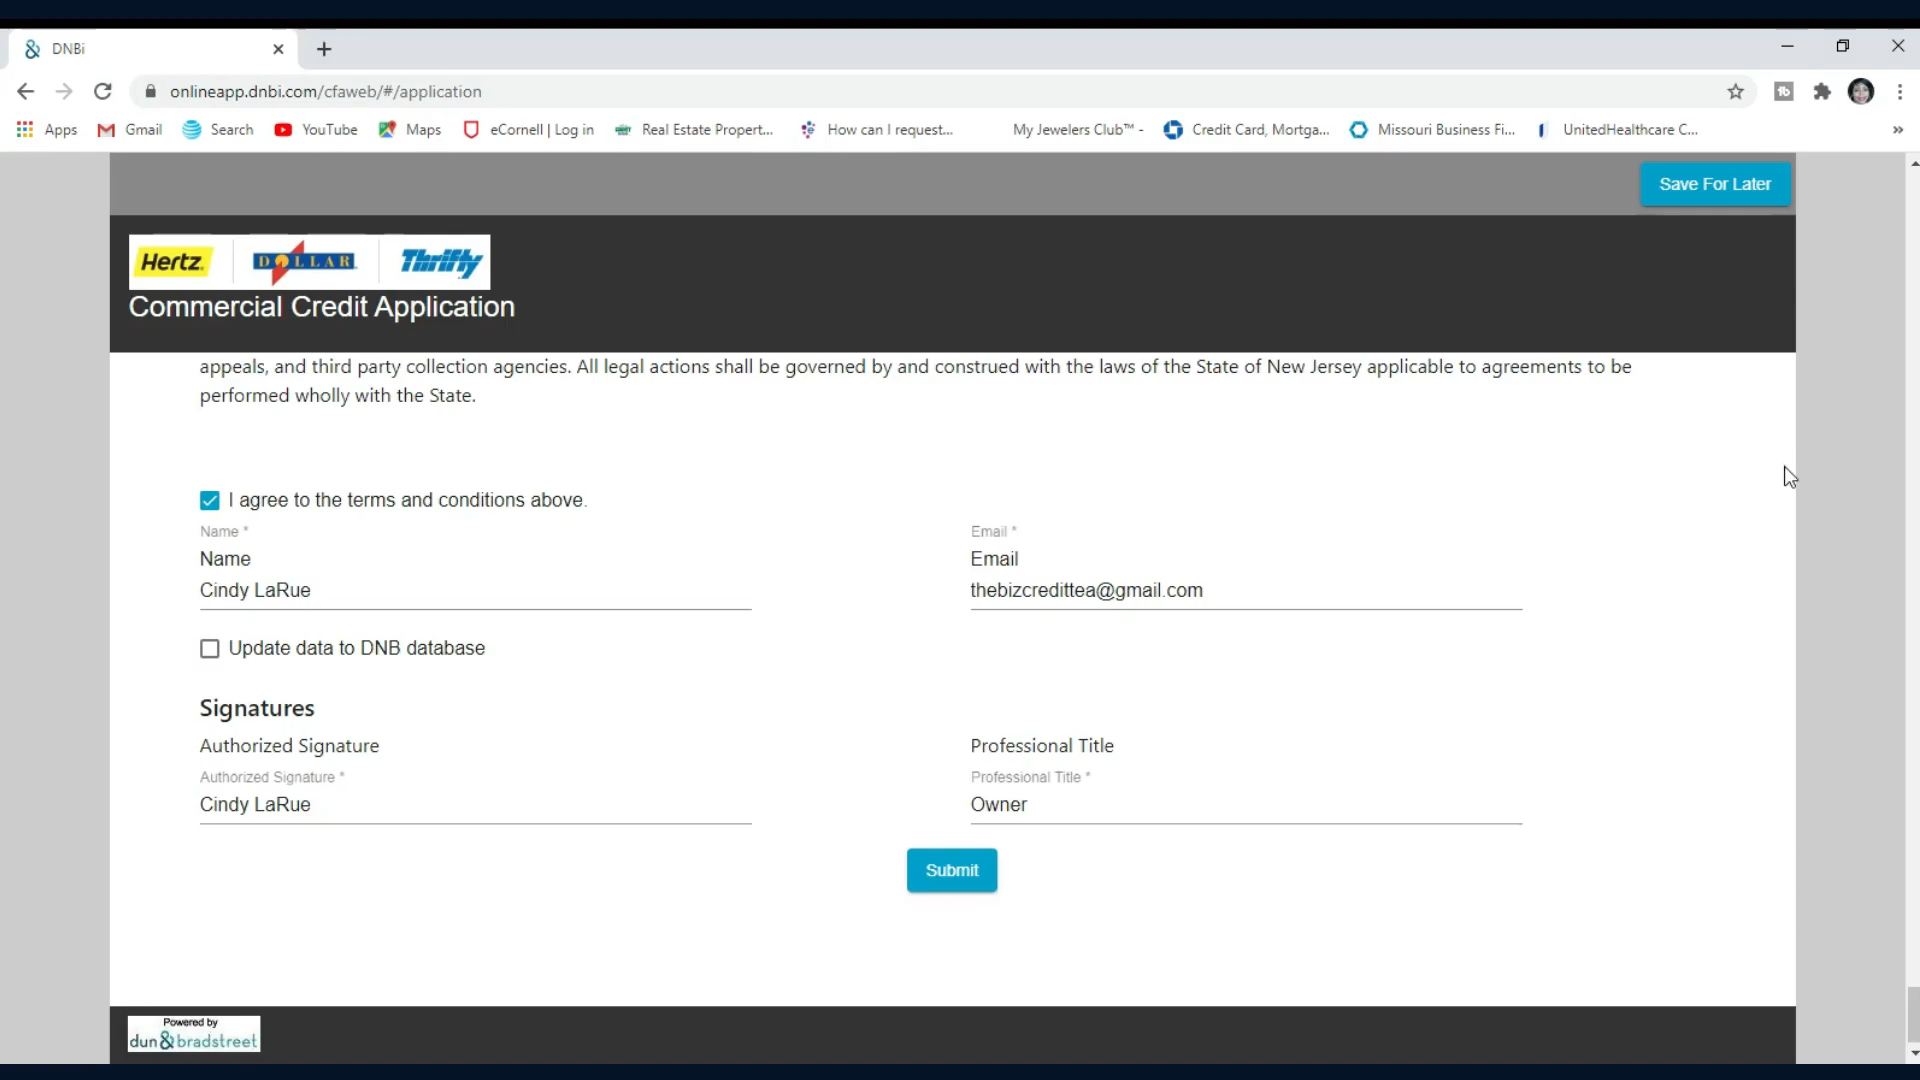 DNBi
onlineapp.dnbi.com/cfaweb/#/application
Apps Gmail Search YouTube Maps eCornell | Log in Real Estate Propert... How can I request... My Jewelers Club™ - Credit Card, Mortga... Missouri Business Fi... UnitedHealthcare C... »
Save For Later
Hertz. DOLLAR Thrifty
Commercial Credit Application
appeals, and third party collection agencies. All legal actions shall be governed by and construed with the laws of the State of New Jersey applicable to agreements to be
performed wholly with the State.
I agree to the terms and conditions above.
Name * Email *
Name Email
Cindy LaRue thebizcredittea@gmail.com
Update data to DNB database
Signatures
Authorized Signature Professional Title
Authorized Signature * Professional Title *
Cindy LaRue Owner
Submit
Powered by
dun & bradstreet